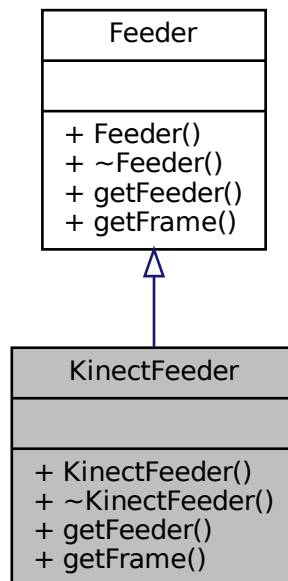 Feeder
+ Feeder()
+ ~Feeder()
+ getFeeder()
+ getFrame()
KinectFeeder
+ KinectFeeder()
+ ~KinectFeeder()
+ getFeeder()
+ getFrame()